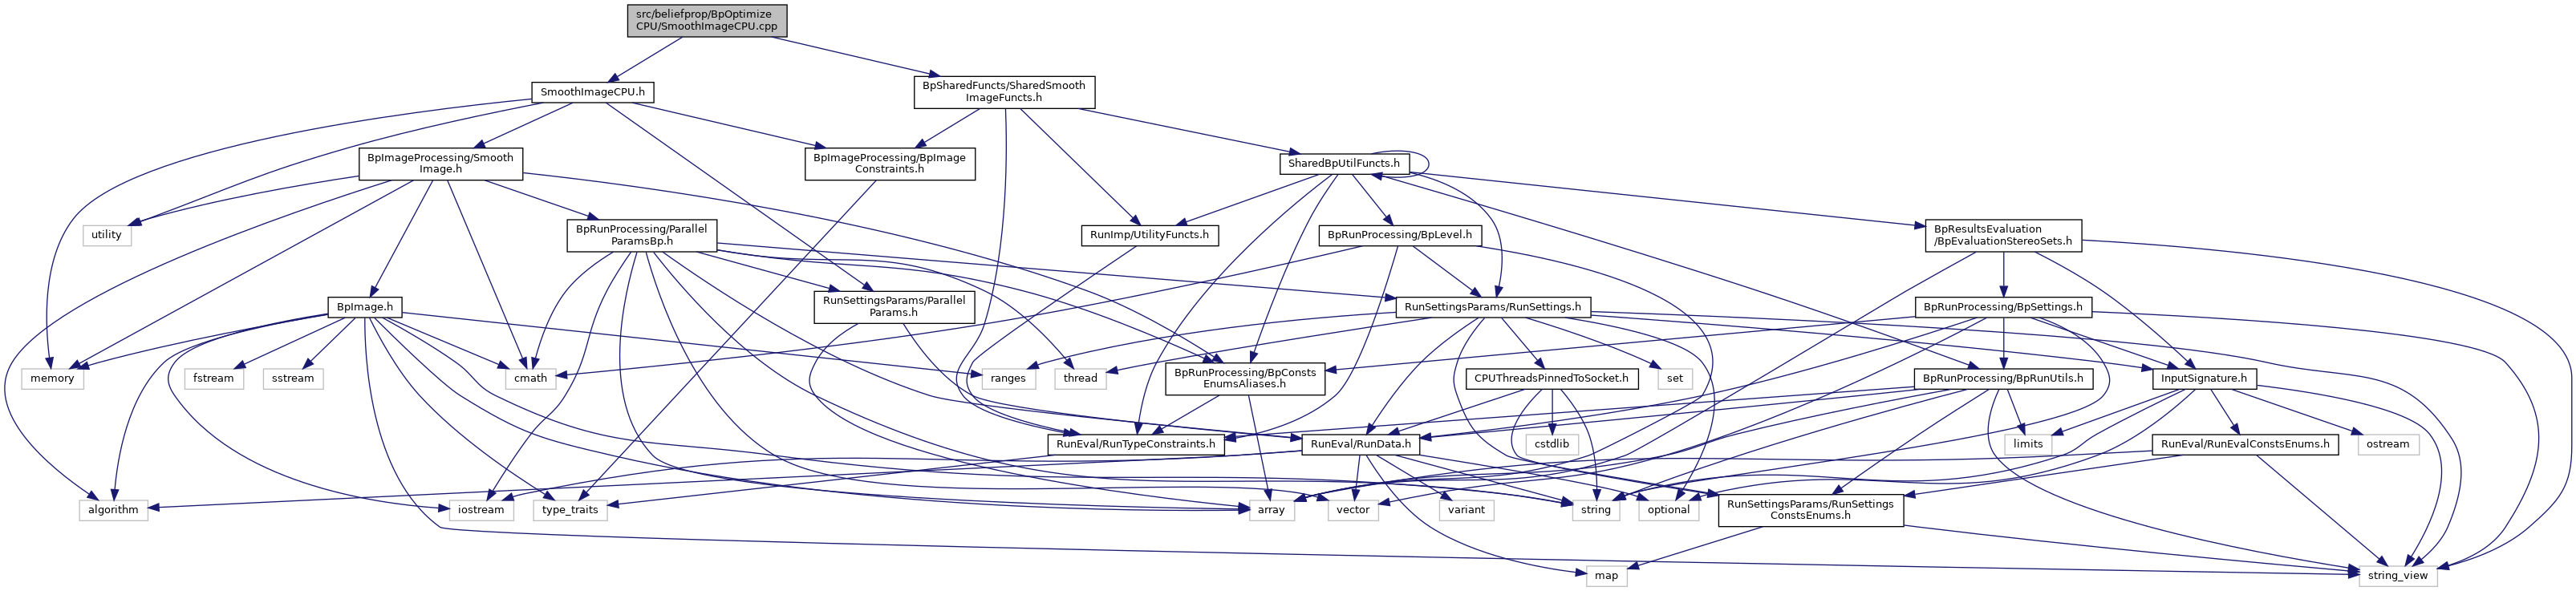 src/beliefprop/BpOptimize
CPU/SmoothImageCPU.cpp
SmoothImageCPU.h
BpSharedFuncts/SharedSmooth
ImageFuncts.h
BpImageProcessing/Smooth
Image.h
BpImageProcessing/BpImage
Constraints.h
SharedBpUtilFuncts.h
utility
BpRunProcessing/Parallel
ParamsBp.h
RunImp/UtilityFuncts.h
BpRunProcessing/BpLevel.h
BpResultsEvaluation
/BpEvaluationStereoSets.h
BpImage.h
RunSettingsParams/Parallel
Params.h
RunSettingsParams/RunSettings.h
BpRunProcessing/BpSettings.h
memory
fstream
sstream
cmath
ranges
thread
BpRunProcessing/BpConsts
EnumsAliases.h
CPUThreadsPinnedToSocket.h
set
BpRunProcessing/BpRunUtils.h
InputSignature.h
RunEval/RunTypeConstraints.h
RunEval/RunData.h
cstdlib
limits
RunEval/RunEvalConstsEnums.h
ostream
algorithm
iostream
type_traits
array
vector
variant
string
optional
RunSettingsParams/RunSettings
ConstsEnums.h
map
string_view